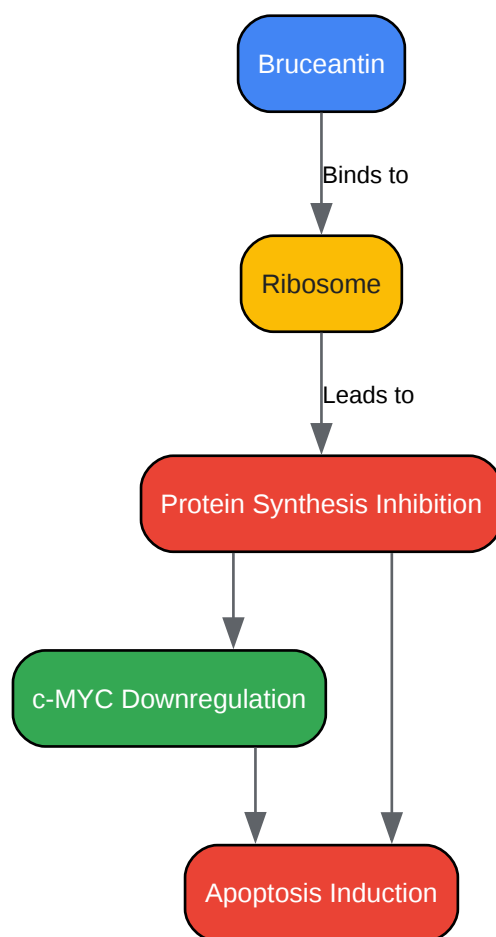 Bruceantin
Binds to
Ribosome
Leads to
Protein Synthesis Inhibition
c-MYC Downregulation
Apoptosis Induction